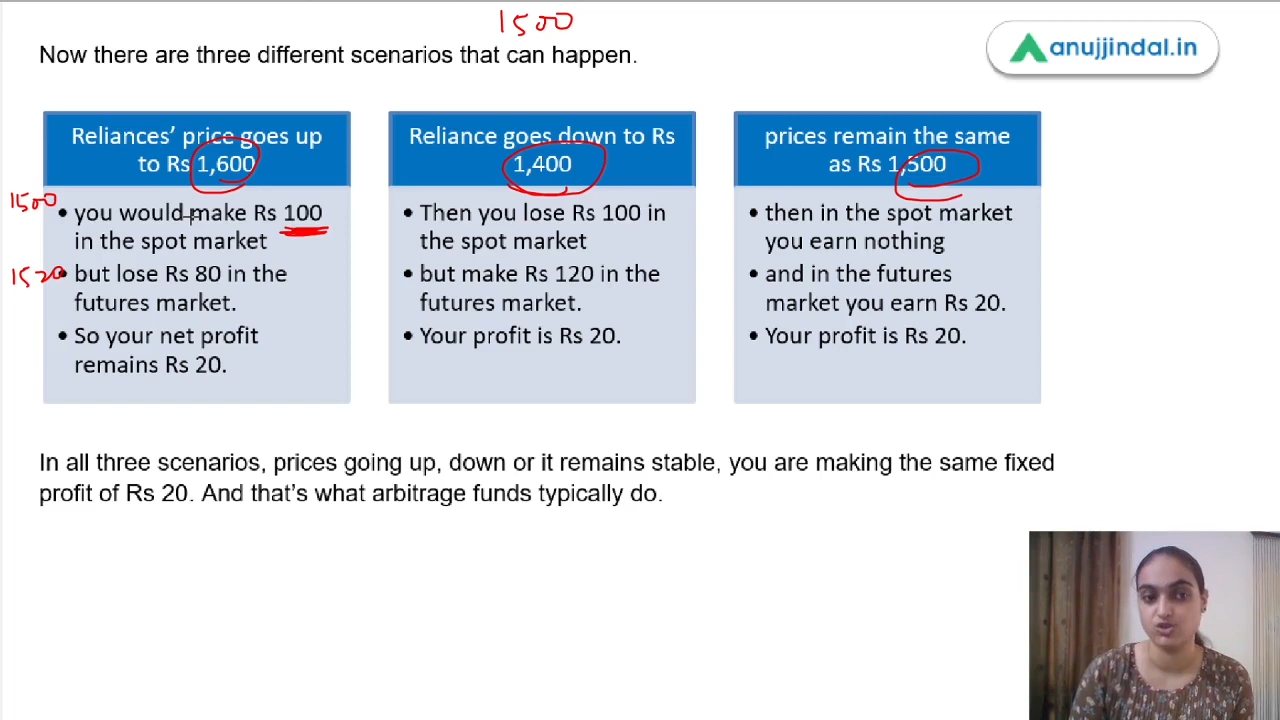 1500
Now there are three different scenarios that can happen.
anujjindal.in
Reliances' price goes up
to Rs 1,600
1500
• you would make Rs 100
in the spot market
1520
• but lose Rs 80 in the
futures market.
• So your net profit
remains Rs 20.
Reliance goes down to Rs
1,400
• Then you lose Rs 100 in
the spot market
• but make Rs 120 in the
futures market.
• Your profit is Rs 20.
prices remain the same
as Rs 1,500
• then in the spot market
you earn nothing
• and in the futures
market you earn Rs 20.
• Your profit is Rs 20.
In all three scenarios, prices going up, down or it remains stable, you are making the same fixed
profit of Rs 20. And that's what arbitrage funds typically do.